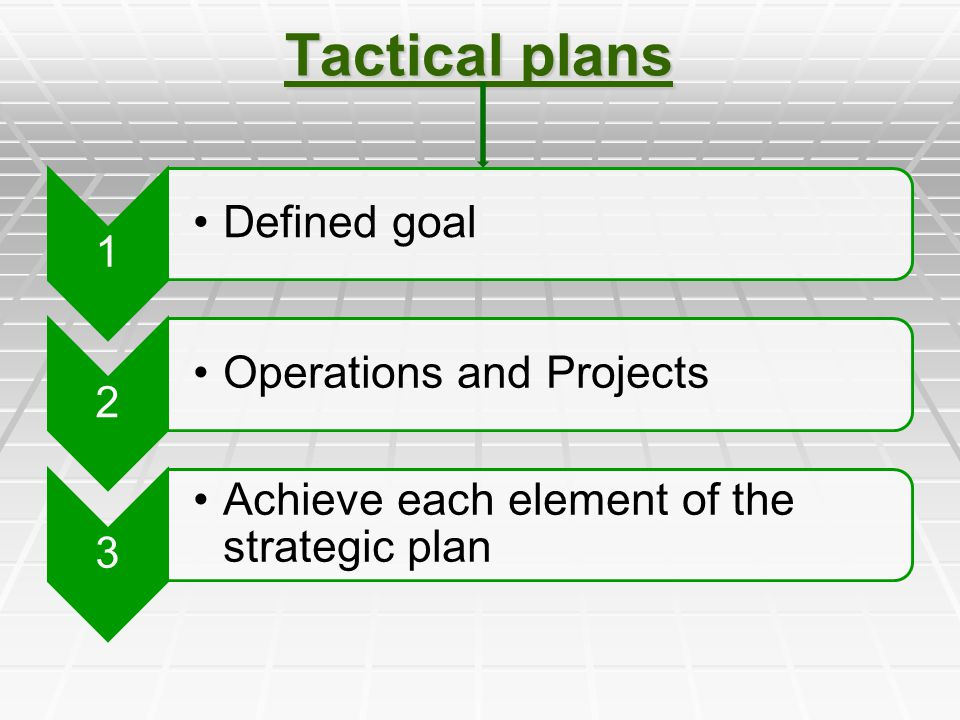 Tactical plans
1
• Defined goal
2
• Operations and Projects
3
• Achieve each element of the
strategic plan